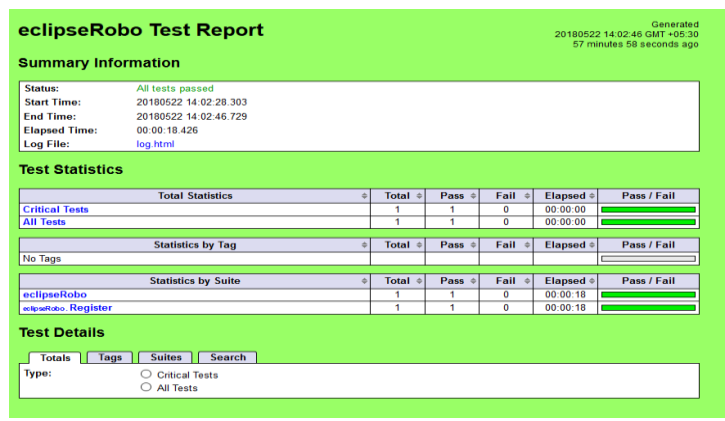 eclipseRobo Test Report
Generated
20180522 14:02:46 GMT +05:30
57 minutes 58 seconds ago
Summary Information
Status: All tests passed
Start Time: 20180522 14:02:28.303
End Time: 20180522 14:02:46.729
Elapsed Time: 00:00:18.426
Log File: log.html
Test Statistics
Total Statistics Total Pass Fail Elapsed Pass / Fail
Critical Tests 1 1 0 00:00:00
All Tests 1 1 0 00:00:00
Statistics by Tag Total Pass Fail Elapsed Pass / Fail
No Tags
Statistics by Suite Total Pass Fail Elapsed Pass / Fail
eclipseRobo 1 1 0 00:00:18
eclipseRobo.Register 1 1 0 00:00:18
Test Details
Totals Tags Suites Search
Type: Critical Tests
All Tests